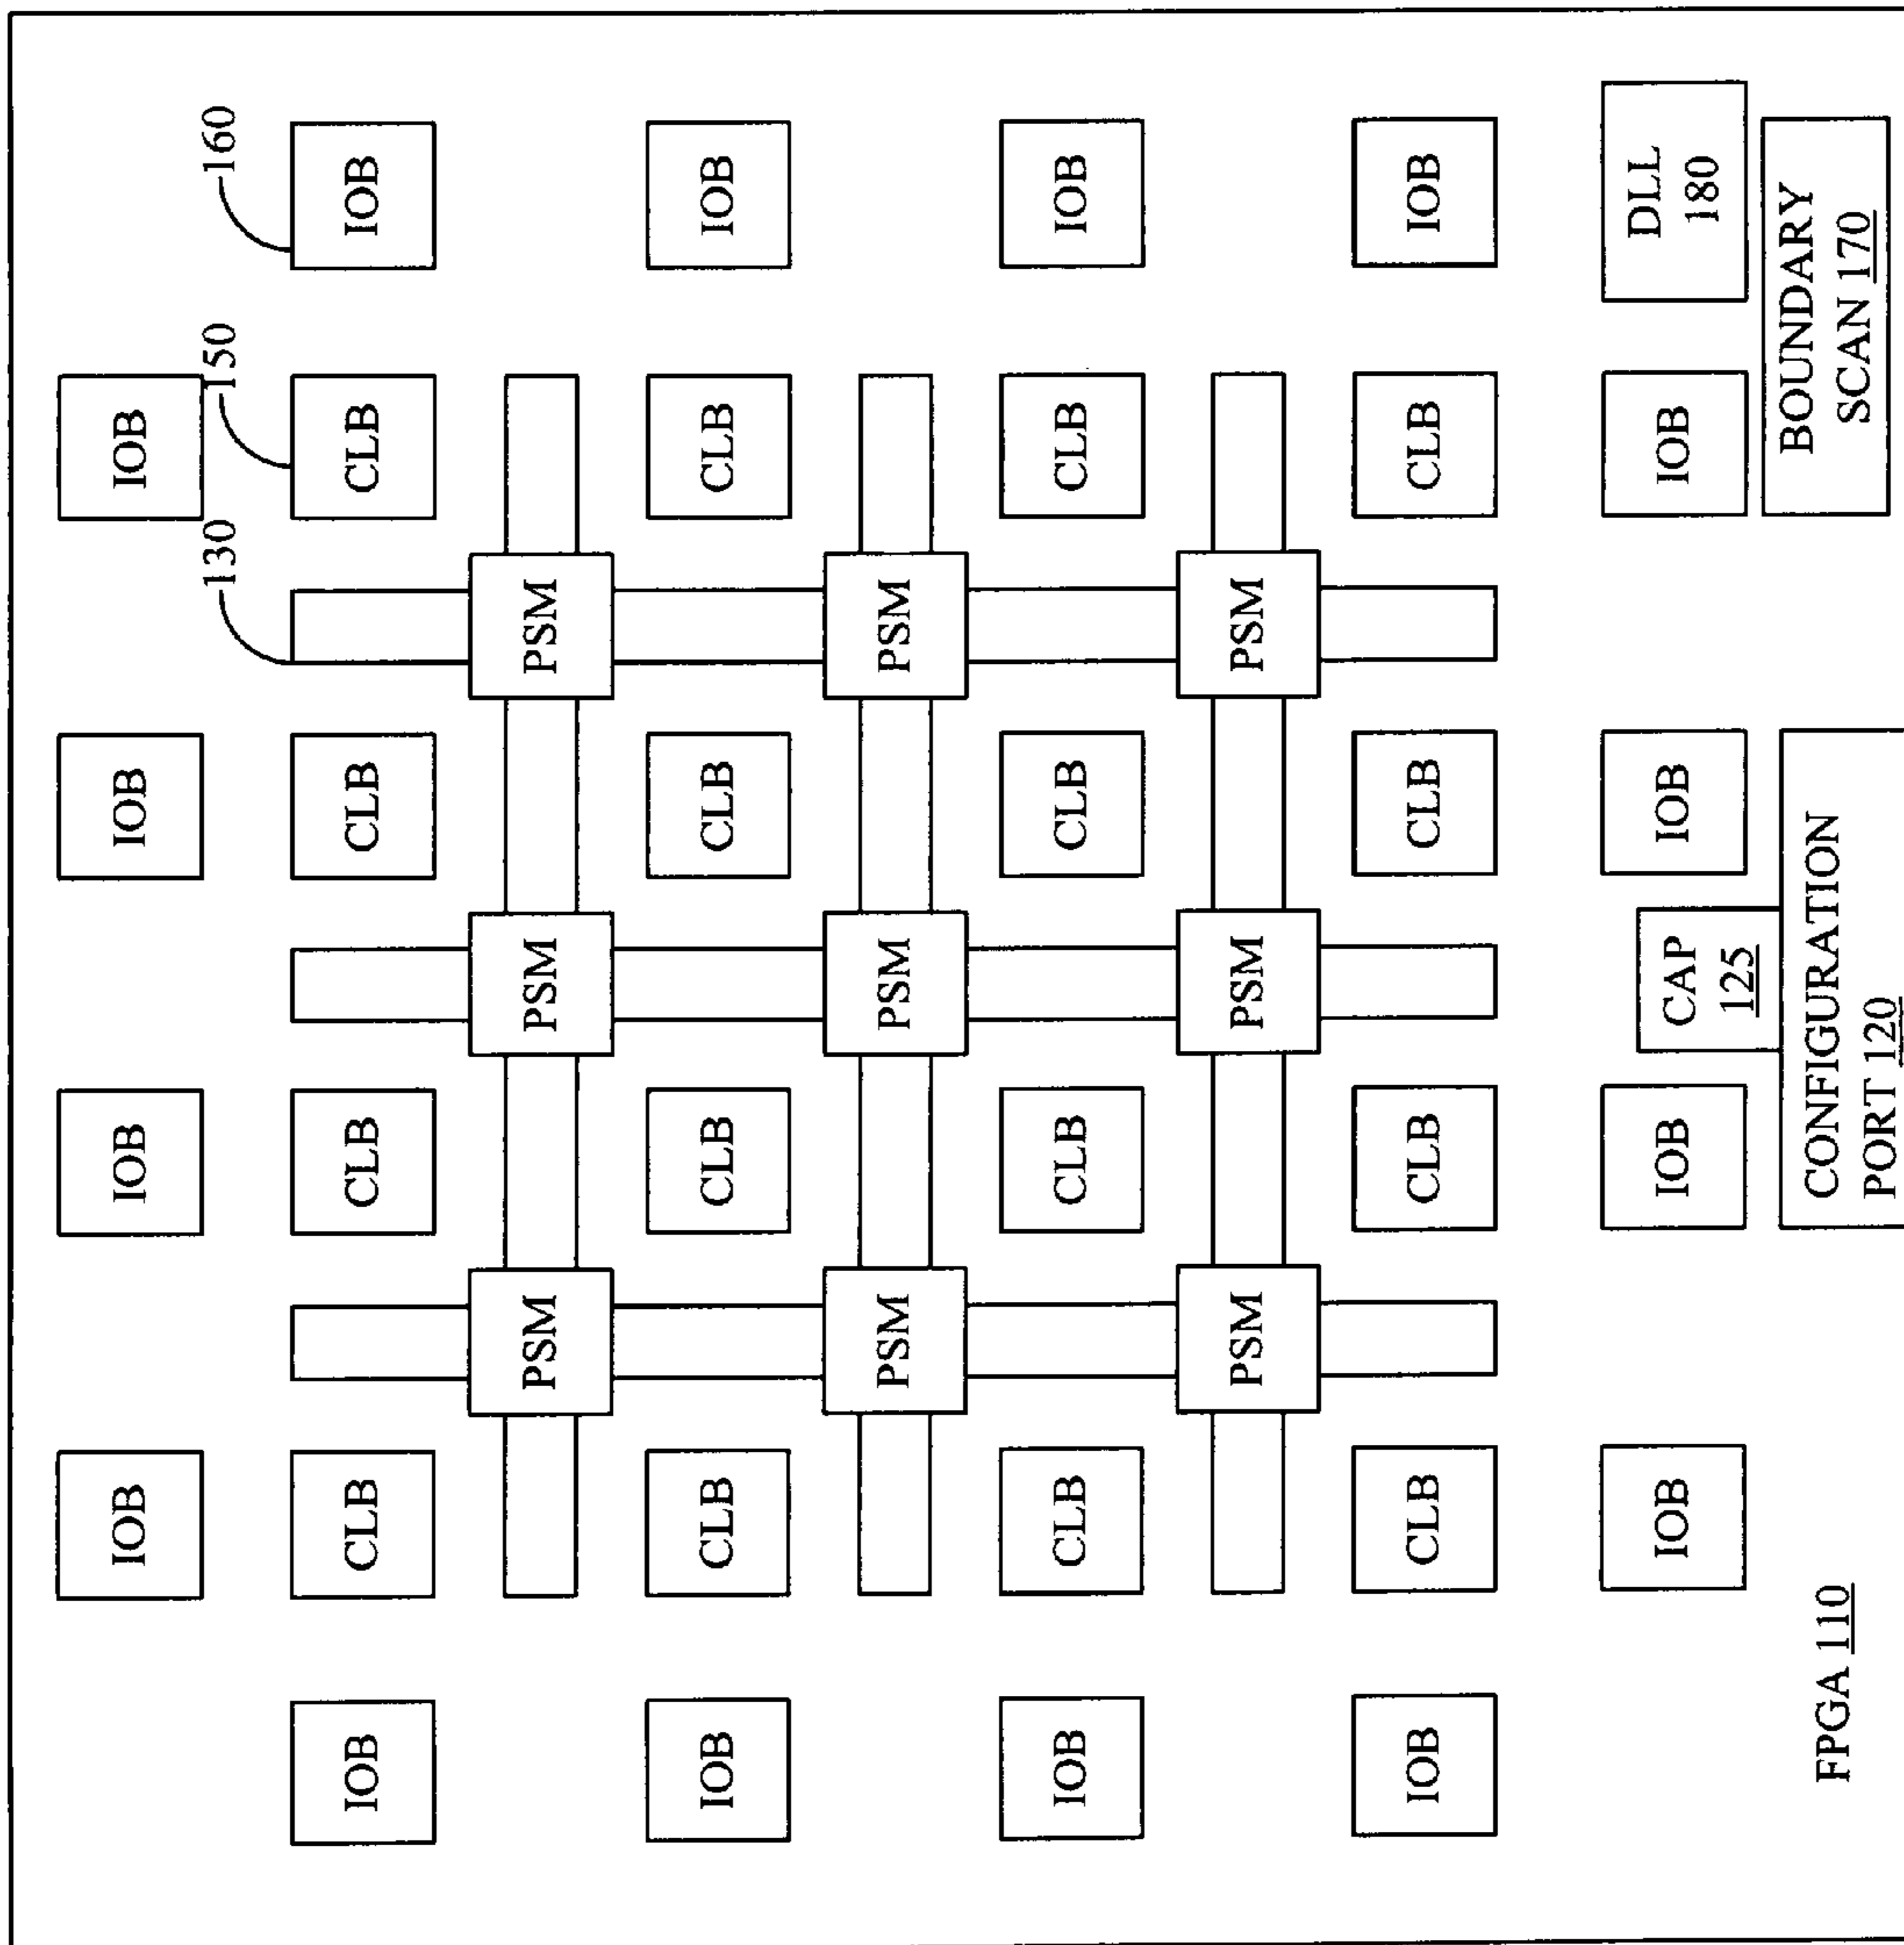 IOB IOB IOB IOB
130 150 160
IOB CLB CLB CLB CLB IOB
PSM PSM PSM
IOB CLB CLB CLB CLB IOB
PSM PSM PSM
IOB CLB CLB CLB CLB IOB
PSM PSM PSM
IOB CLB CLB CLB CLB IOB
IOB IOB IOB IOB
DLL
180
CAP
125
BOUNDARY
SCAN 170
CONFIGURATION
PORT 120
FPGA 110